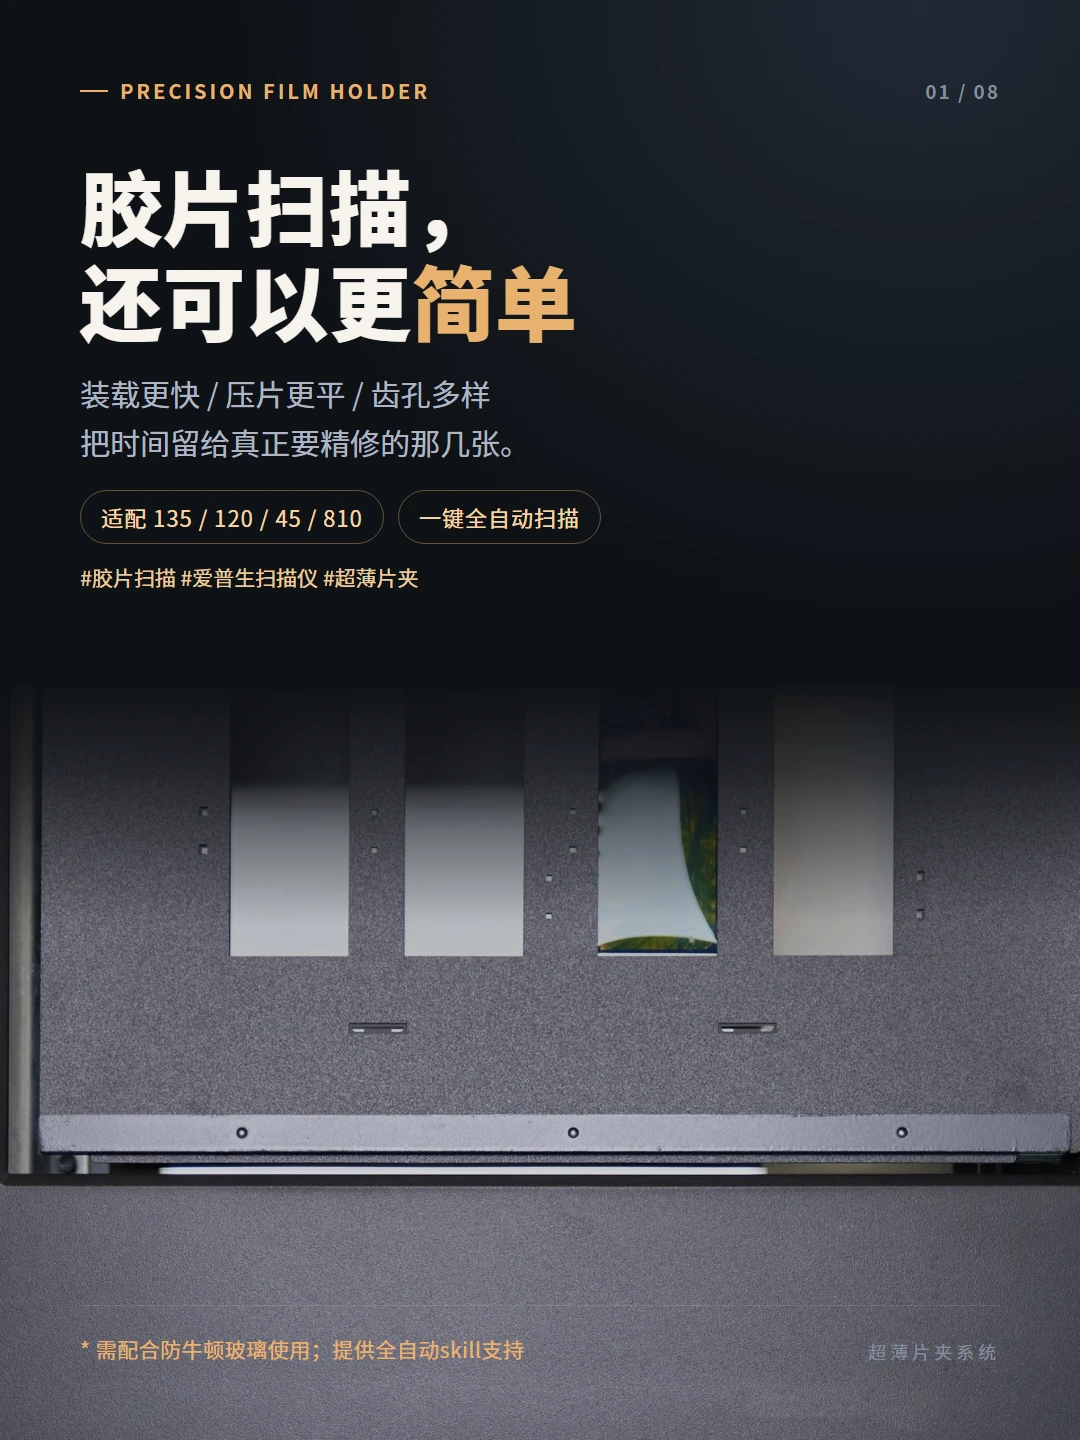 PRECISION FILM HOLDER
01 / 08
胶片扫描，
还可以更简单
装载更快 / 压片更平 / 齿孔多样
把时间留给真正要精修的那几张。
适配 135 / 120 / 45 / 810
一键全自动扫描
#胶片扫描 #爱普生扫描仪 #超薄片夹
* 需配合防牛顿玻璃使用；提供全自动skill支持
超薄片夹系统